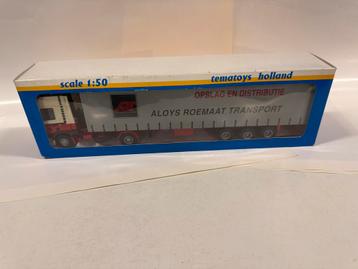 scale 1:50
tematoys holland
OPSLAG EN DISTRIBUTIE
ALOYS ROEMAAT TRANSPORT